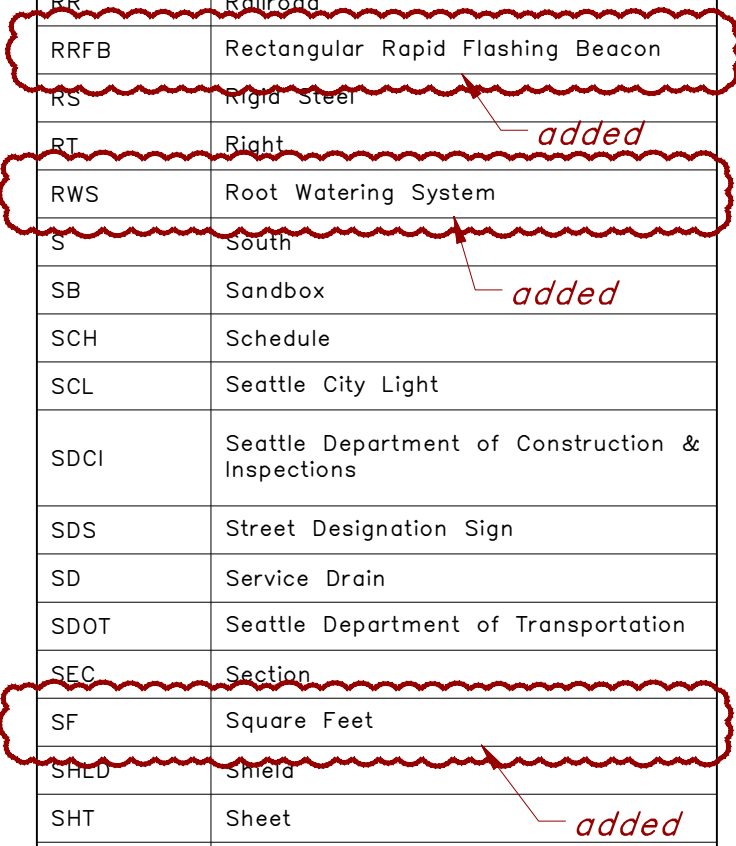 RR Railroad
RRFB Rectangular Rapid Flashing Beacon
RS Rigid Steel
added
RT Right
RWS Root Watering System
S South
SB Sandbox
added
SCH Schedule
SCL Seattle City Light
SDCI Seattle Department of Construction &
Inspections
SDS Street Designation Sign
SD Service Drain
SDOT Seattle Department of Transportation
SEC Section
SF Square Feet
SHLD Shield
SHT Sheet
added